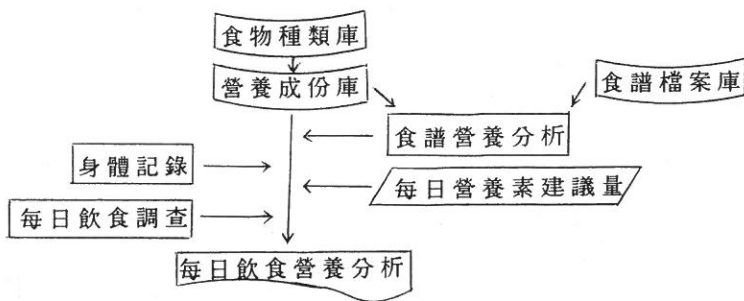 食物種類庫
營養成份庫
食譜檔案庫
食譜營養分析
身體記錄
每日營養素建議量
每日飲食調查
每日飲食營養分析